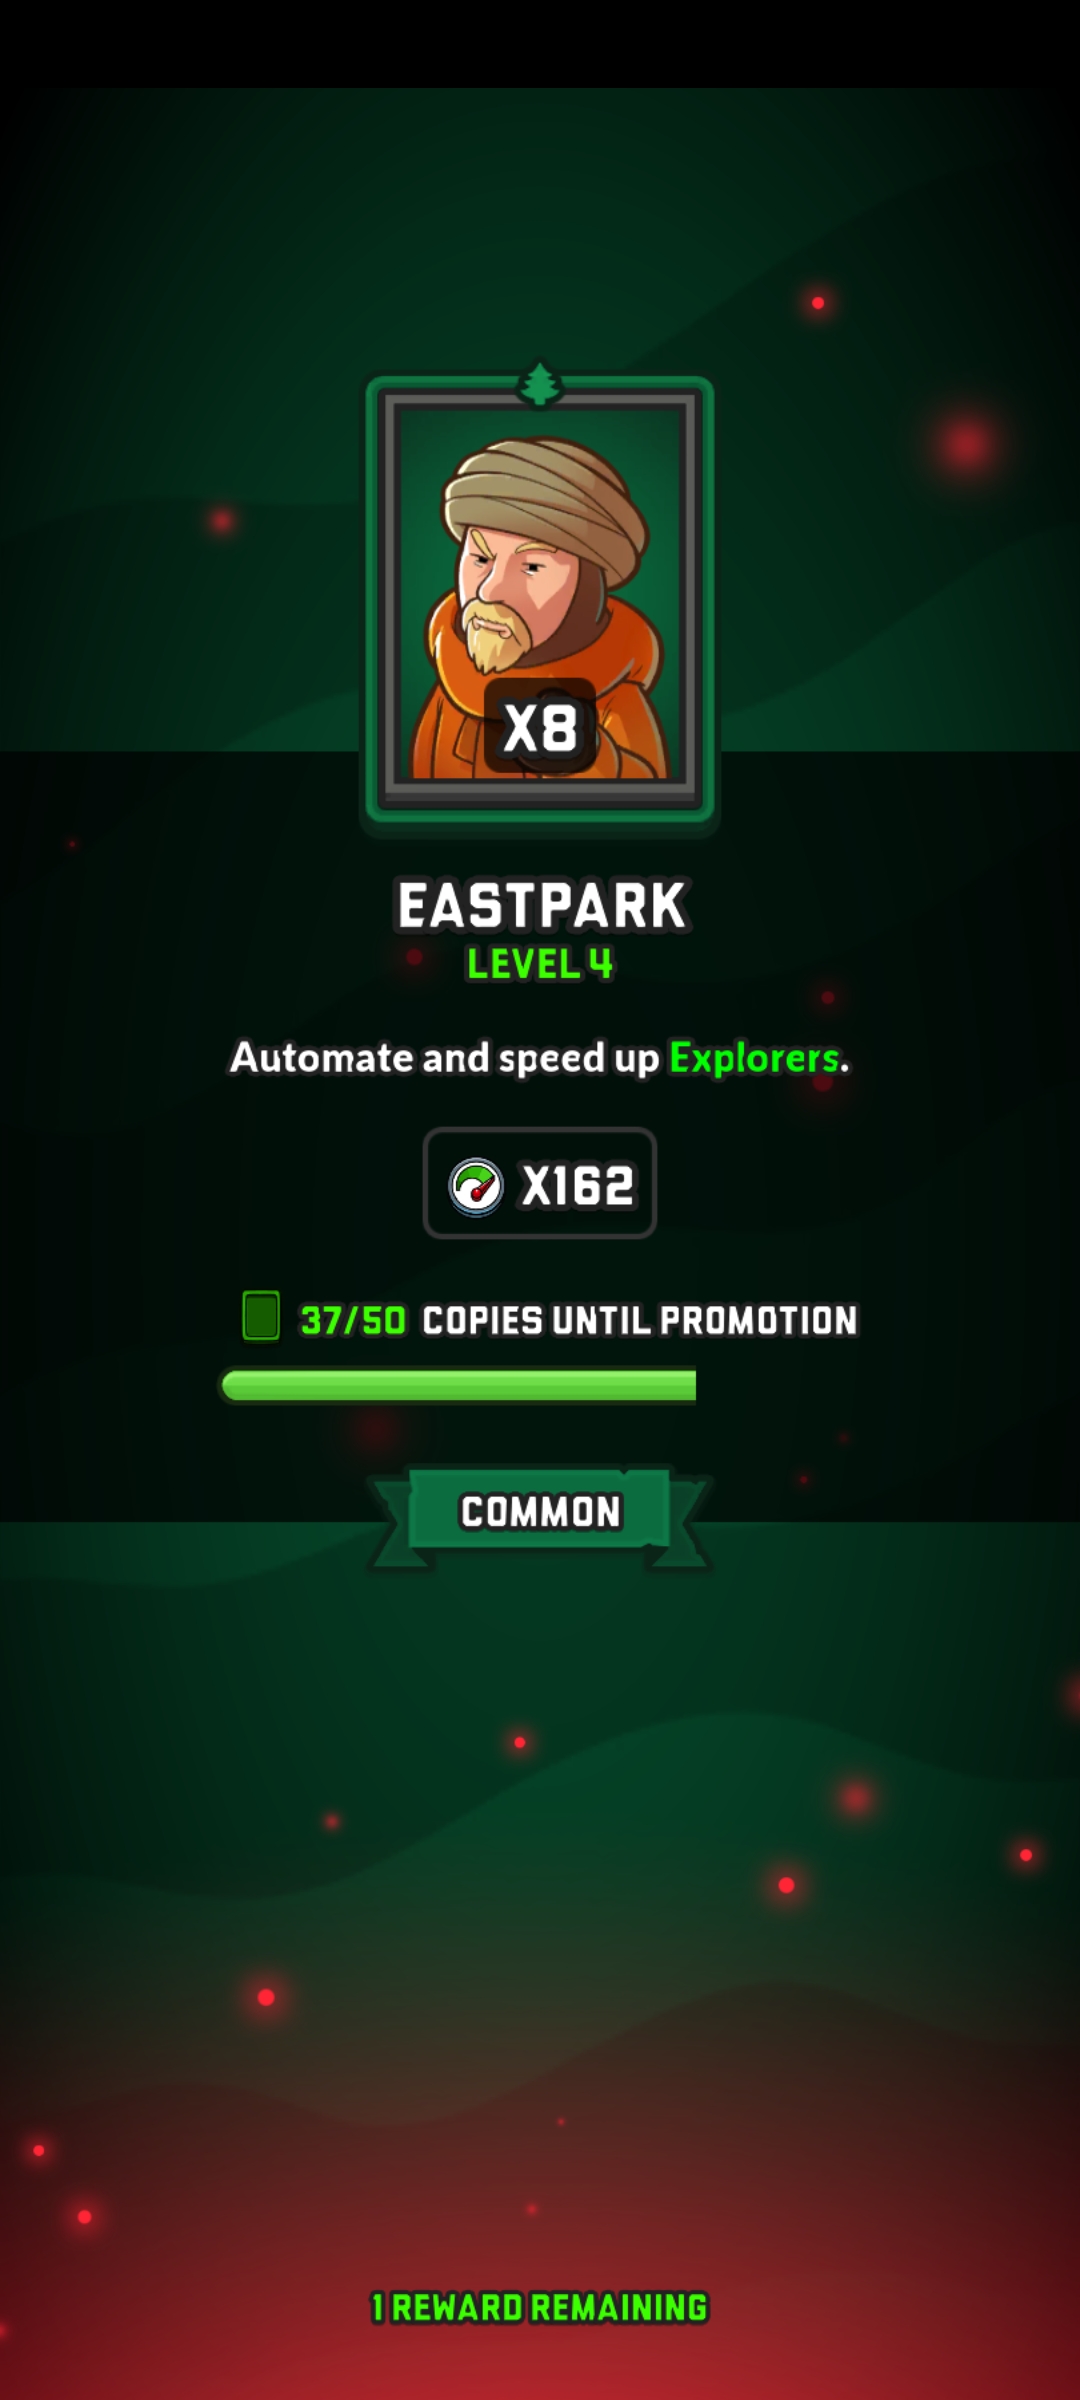 X8
EASTPARK
LEVEL 4
Automate and speed up Explorers.
X162
37/50 COPIES UNTIL PROMOTION
COMMON
1 REWARD REMAINING